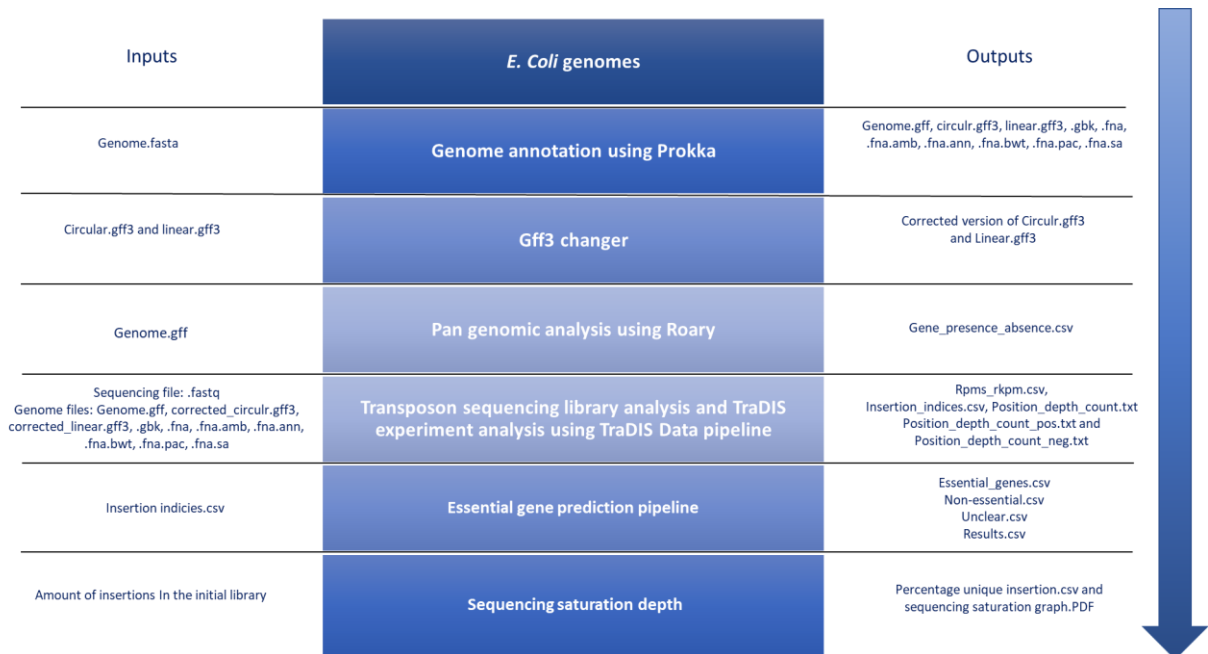 Inputs
E. Coli genomes
Outputs
Genome.fasta
Genome annotation using Prokka
Genome.gff, circulr.gff3, linear.gff3, .gbk, .fna,
.fna.amb, .fna.ann, .fna.bwt, .fna.pac, .fna.sa
Circular.gff3 and linear.gff3
Gff3 changer
Corrected version of Circulr.gff3
and Linear.gff3
Genome.gff
Pan genomic analysis using Roary
Gene_presence_absence.csv
Sequencing file: .fastq
Genome files: Genome.gff, corrected_circulr.gff3,
corrected_linear.gff3, .gbk, .fna, .fna.amb, .fna.ann,
.fna.bwt, .fna.pac, .fna.sa
Transposon sequencing library analysis and TraDIS
experiment analysis using TraDIS Data pipeline
Rpms_rkpm.csv,
Insertion_indices.csv, Position_depth_count.txt
Position_depth_count_pos.txt and
Position_depth_count_neg.txt
Insertion indicies.csv
Essential gene prediction pipeline
Essential_genes.csv
Non-essential.csv
Unclear.csv
Results.csv
Amount of insertions In the initial library
Sequencing saturation depth
Percentage unique insertion.csv and
sequencing saturation graph.PDF